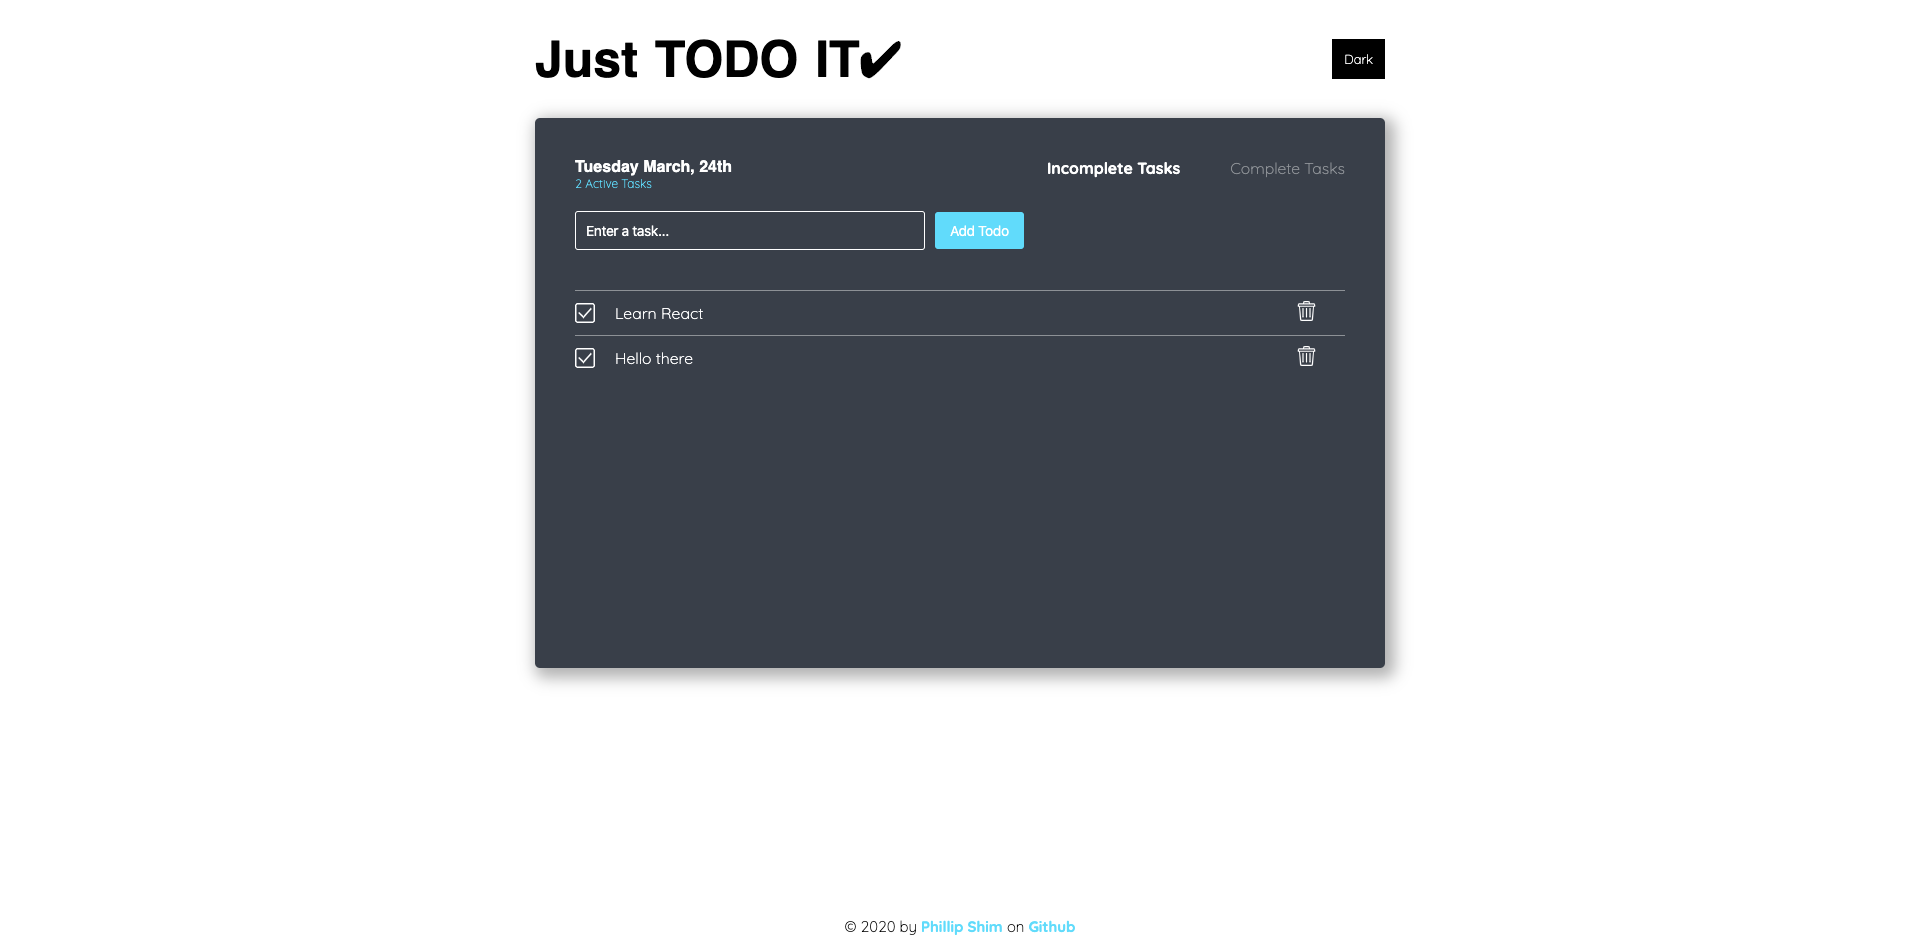 Just TODO IT✔
Dark
Tuesday March, 24th
2 Active Tasks
Incomplete Tasks
Complete Tasks
Enter a task...
Add Todo
Learn React
Hello there
© 2020 by Phillip Shim on Github